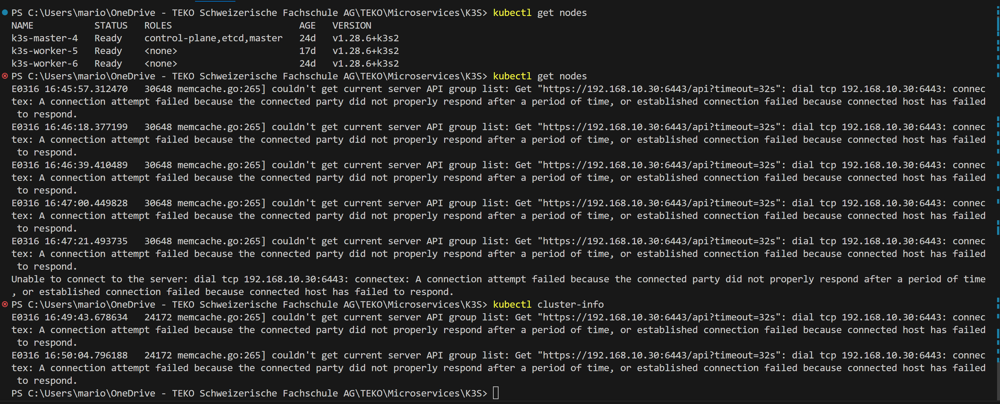 PS C:\Users\mario\OneDrive - TEKO Schweizerische Fachschule AG\TEKO\Microservices\K3S> kubectl get nodes
NAME           STATUS   ROLES                       AGE   VERSION
k3s-master-4   Ready    control-plane,etcd,master   24d   v1.28.6+k3s2
k3s-worker-5   Ready    <none>                      17d   v1.28.6+k3s2
k3s-worker-6   Ready    <none>                      24d   v1.28.6+k3s2
PS C:\Users\mario\OneDrive - TEKO Schweizerische Fachschule AG\TEKO\Microservices\K3S> kubectl get nodes
E0316 16:45:57.312470   30648 memcache.go:265] couldn't get current server API group list: Get "https://192.168.10.30:6443/api?timeout=32s": dial tcp 192.168.10.30:6443: connec
tex: A connection attempt failed because the connected party did not properly respond after a period of time, or established connection failed because connected host has failed
 to respond.
E0316 16:46:18.377199   30648 memcache.go:265] couldn't get current server API group list: Get "https://192.168.10.30:6443/api?timeout=32s": dial tcp 192.168.10.30:6443: connec
tex: A connection attempt failed because the connected party did not properly respond after a period of time, or established connection failed because connected host has failed
 to respond.
E0316 16:46:39.410489   30648 memcache.go:265] couldn't get current server API group list: Get "https://192.168.10.30:6443/api?timeout=32s": dial tcp 192.168.10.30:6443: connec
tex: A connection attempt failed because the connected party did not properly respond after a period of time, or established connection failed because connected host has failed
 to respond.
E0316 16:47:00.449828   30648 memcache.go:265] couldn't get current server API group list: Get "https://192.168.10.30:6443/api?timeout=32s": dial tcp 192.168.10.30:6443: connec
tex: A connection attempt failed because the connected party did not properly respond after a period of time, or established connection failed because connected host has failed
 to respond.
E0316 16:47:21.493735   30648 memcache.go:265] couldn't get current server API group list: Get "https://192.168.10.30:6443/api?timeout=32s": dial tcp 192.168.10.30:6443: connec
tex: A connection attempt failed because the connected party did not properly respond after a period of time, or established connection failed because connected host has failed
 to respond.
Unable to connect to the server: dial tcp 192.168.10.30:6443: connectex: A connection attempt failed because the connected party did not properly respond after a period of time
, or established connection failed because connected host has failed to respond.
PS C:\Users\mario\OneDrive - TEKO Schweizerische Fachschule AG\TEKO\Microservices\K3S> kubectl cluster-info
E0316 16:49:43.678634   24172 memcache.go:265] couldn't get current server API group list: Get "https://192.168.10.30:6443/api?timeout=32s": dial tcp 192.168.10.30:6443: connec
tex: A connection attempt failed because the connected party did not properly respond after a period of time, or established connection failed because connected host has failed
 to respond.
E0316 16:50:04.796188   24172 memcache.go:265] couldn't get current server API group list: Get "https://192.168.10.30:6443/api?timeout=32s": dial tcp 192.168.10.30:6443: connec
tex: A connection attempt failed because the connected party did not properly respond after a period of time, or established connection failed because connected host has failed
 to respond.
PS C:\Users\mario\OneDrive - TEKO Schweizerische Fachschule AG\TEKO\Microservices\K3S>